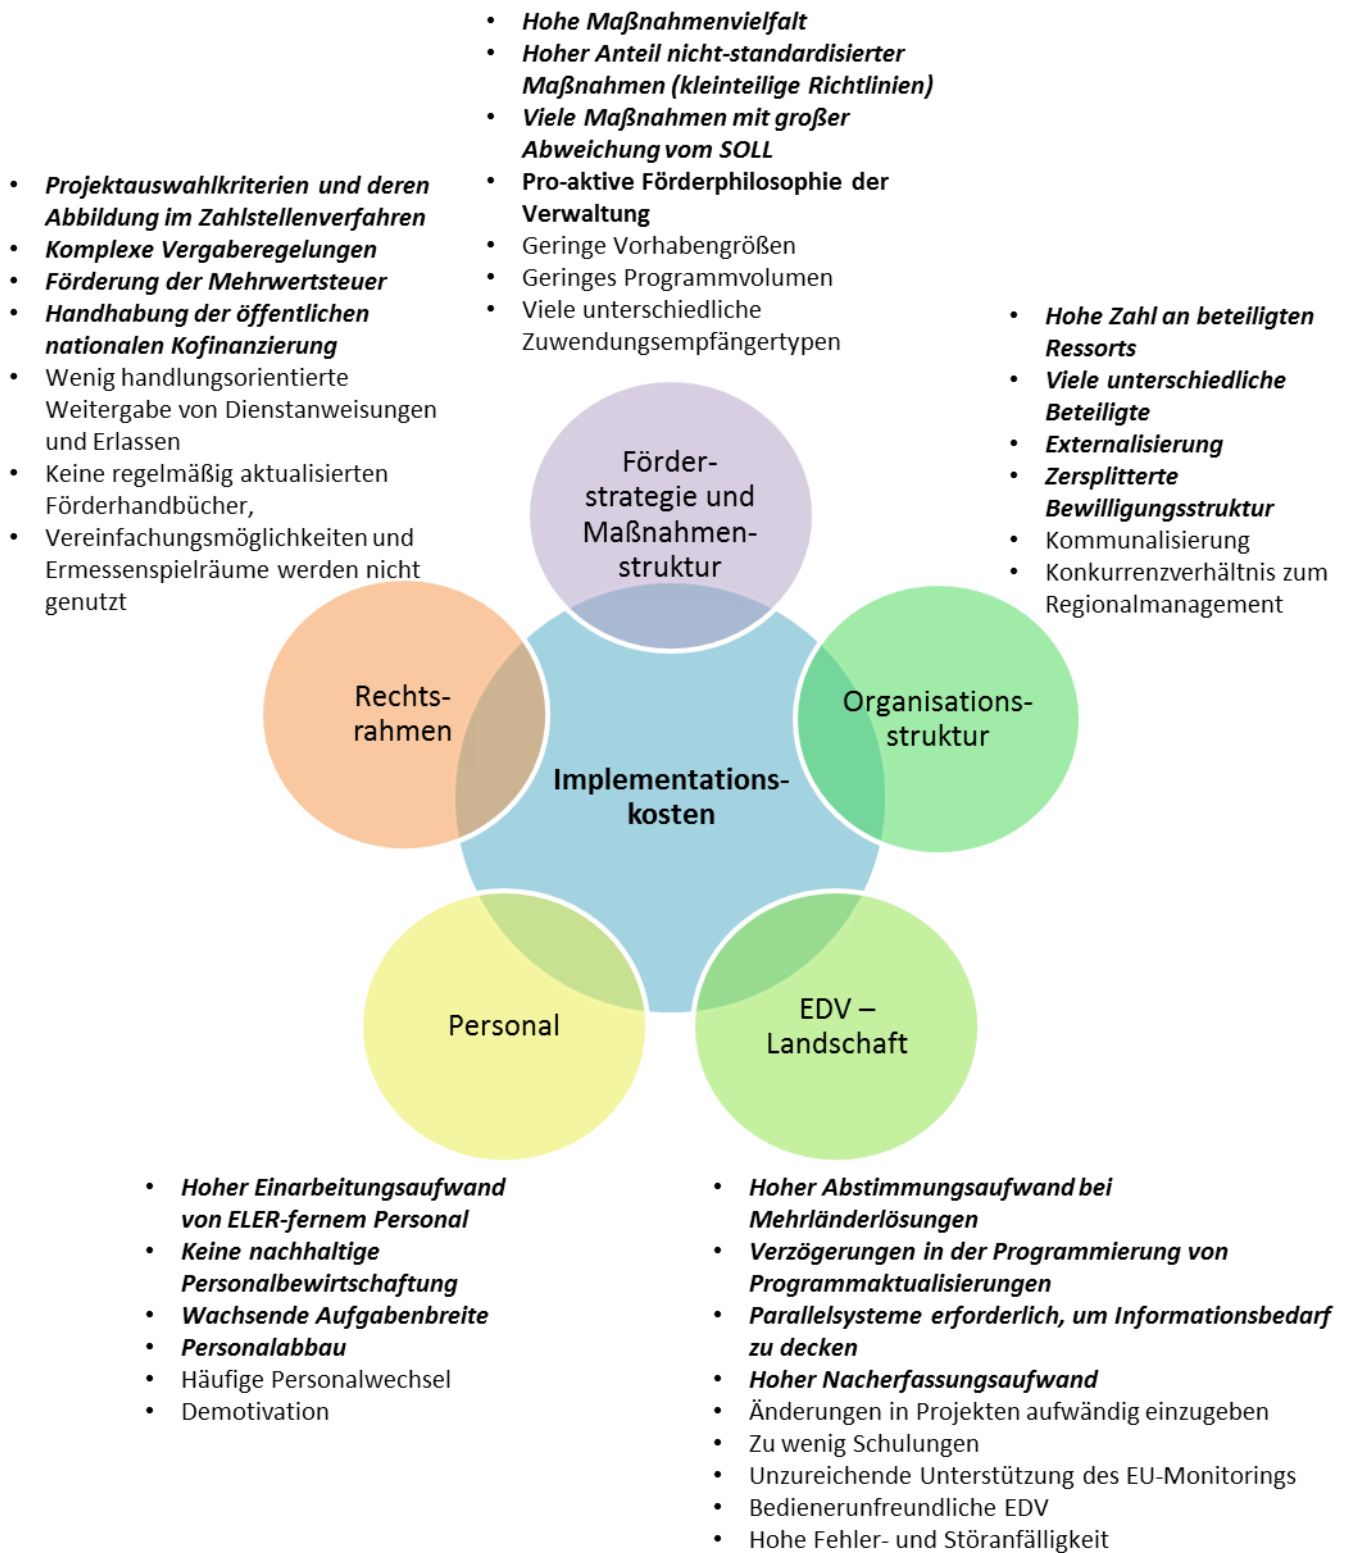 • Hohe Maßnahmenvielfalt
• Hoher Anteil nicht-standardisierter
Maßnahmen (kleinteilige Richtlinien)
• Viele Maßnahmen mit großer
Abweichung vom SOLL
• Pro-aktive Förderphilosophie der
Verwaltung
• Geringe Vorhabengrößen
• Geringes Programmvolumen
• Viele unterschiedliche
Zuwendungsempfängertypen
• Projektauswahlkriterien und deren
Abbildung im Zahlstellenverfahren
• Komplexe Vergaberegelungen
• Förderung der Mehrwertsteuer
• Handhabung der öffentlichen
nationalen Kofinanzierung
• Wenig handlungsorientierte
Weitergabe von Dienstanweisungen
und Erlassen
• Keine regelmäßig aktualisierten
Förderhandbücher,
• Vereinfachungsmöglichkeiten und
Ermessenspielräume werden nicht
genutzt
• Hohe Zahl an beteiligten
Ressorts
• Viele unterschiedliche
Beteiligte
• Externalisierung
• Zersplitterte
Bewilligungsstruktur
• Kommunalisierung
• Konkurrenzverhältnis zum
Regionalmanagement
Förder-
strategie und
Maßnahmen-
struktur
Rechts-
rahmen
Organisations-
struktur
Implementations-
kosten
Personal
EDV –
Landschaft
• Hoher Einarbeitungsaufwand
von ELER-fernem Personal
• Keine nachhaltige
Personalbewirtschaftung
• Wachsende Aufgabenbreite
• Personalabbau
• Häufige Personalwechsel
• Demotivation
• Hoher Abstimmungsaufwand bei
Mehrländerlösungen
• Verzögerungen in der Programmierung von
Programmaktualisierungen
• Parallelsysteme erforderlich, um Informationsbedarf
zu decken
• Hoher Nacherfassungsaufwand
• Änderungen in Projekten aufwändig einzugeben
• Zu wenig Schulungen
• Unzureichende Unterstützung des EU-Monitorings
• Bedienerunfreundliche EDV
• Hohe Fehler- und Störanfälligkeit